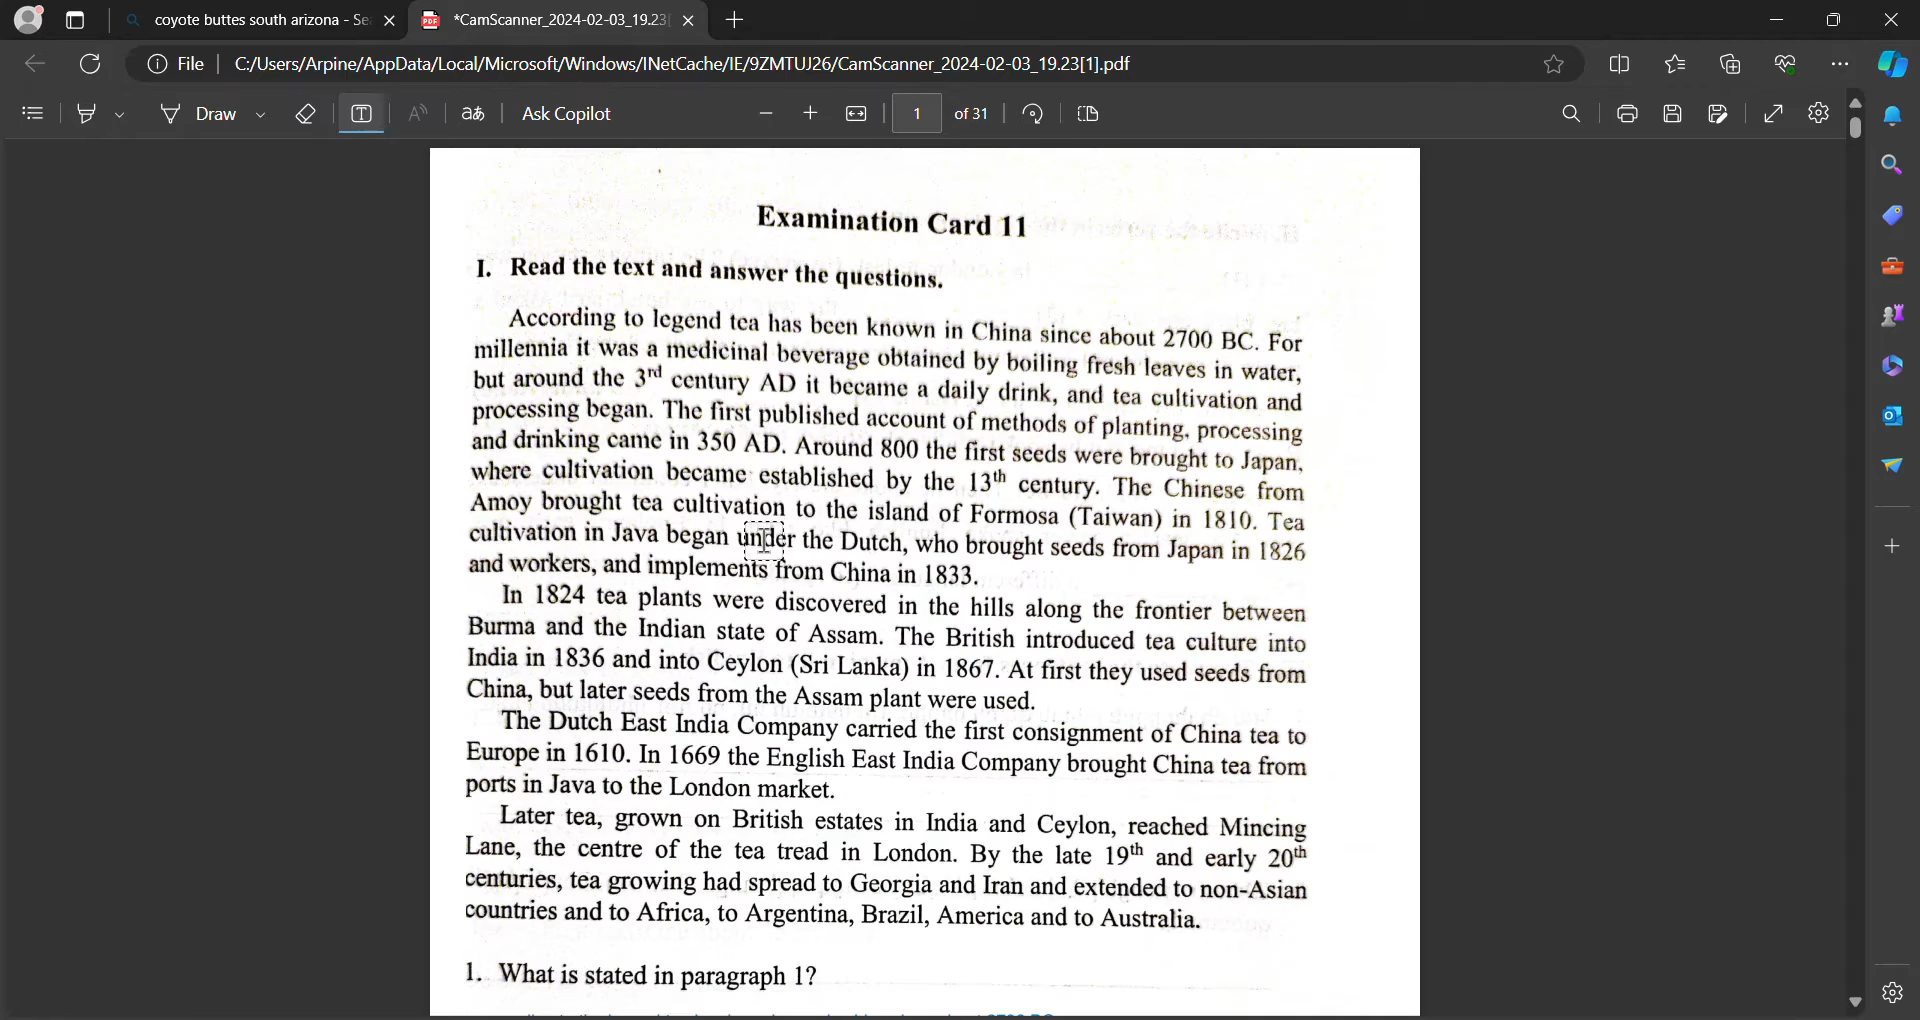 coyote buttes south arizona - Se
*CamScanner_2024-02-03_19.23
File
C:/Users/Arpine/AppData/Local/Microsoft/Windows/INetCache/IE/9ZMTUJ26/CamScanner_2024-02-03_19.23[1].pdf
Draw
aあ
Ask Copilot
1 of 31
Examination Card 11
I. Read the text and answer the questions.
According to legend tea has been known in China since about 2700 BC. For
millennia it was a medicinal beverage obtained by boiling fresh leaves in water,
but around the 3rd century AD it became a daily drink, and tea cultivation and
processing began. The first published account of methods of planting, processing
and drinking came in 350 AD. Around 800 the first seeds were brought to Japan,
where cultivation became established by the 13th century. The Chinese from
Amoy brought tea cultivation to the island of Formosa (Taiwan) in 1810. Tea
cultivation in Java began under the Dutch, who brought seeds from Japan in 1826
and workers, and implements from China in 1833.
In 1824 tea plants were discovered in the hills along the frontier between
Burma and the Indian state of Assam. The British introduced tea culture into
India in 1836 and into Ceylon (Sri Lanka) in 1867. At first they used seeds from
China, but later seeds from the Assam plant were used.
The Dutch East India Company carried the first consignment of China tea to
Europe in 1610. In 1669 the English East India Company brought China tea from
ports in Java to the London market.
Later tea, grown on British estates in India and Ceylon, reached Mincing
Lane, the centre of the tea tread in London. By the late 19th and early 20th
centuries, tea growing had spread to Georgia and Iran and extended to non-Asian
countries and to Africa, to Argentina, Brazil, America and to Australia.
1. What is stated in paragraph 1?